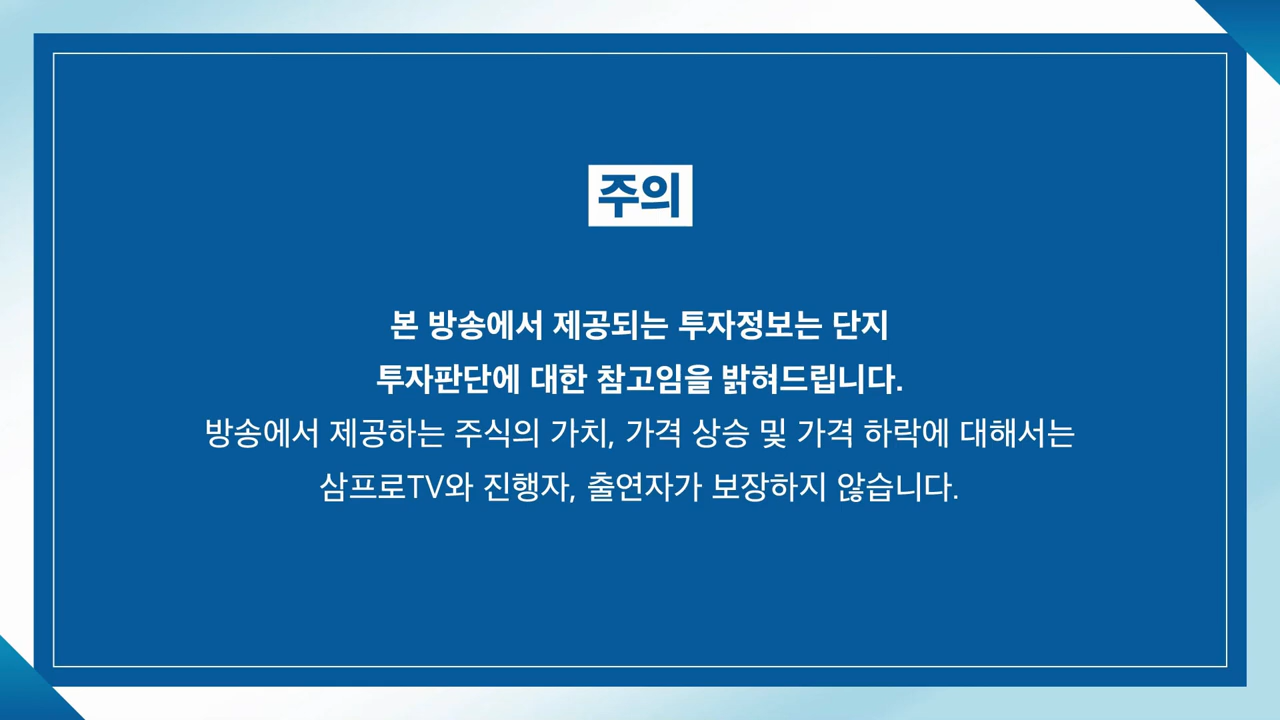 주의
본 방송에서 제공되는 투자정보는 단지
투자판단에 대한 참고임을 밝혀드립니다.
방송에서 제공하는 주식의 가치, 가격 상승 및 가격 하락에 대해서는
삼프로TV와 진행자, 출연자가 보장하지 않습니다.